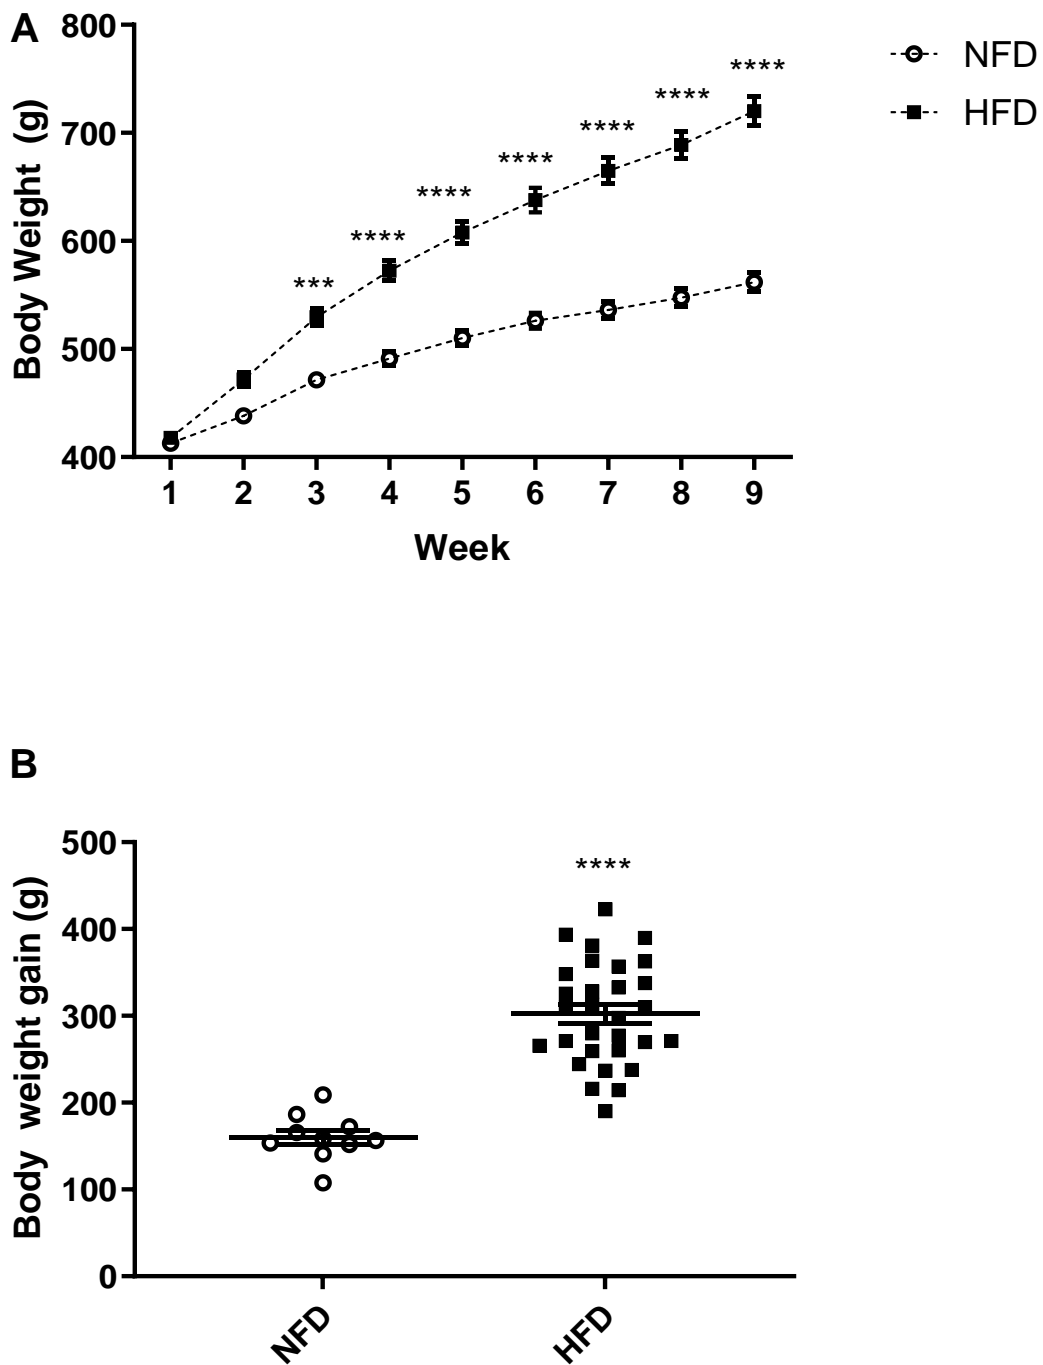 A
800
700
600
500
400
Body Weight (g)
****
****
****
****
****
****
***
NFD
HFD
1 2 3 4 5 6 7 8 9
Week
B
500
400
300
200
100
0
Body weight gain (g)
****
NFD
HFD